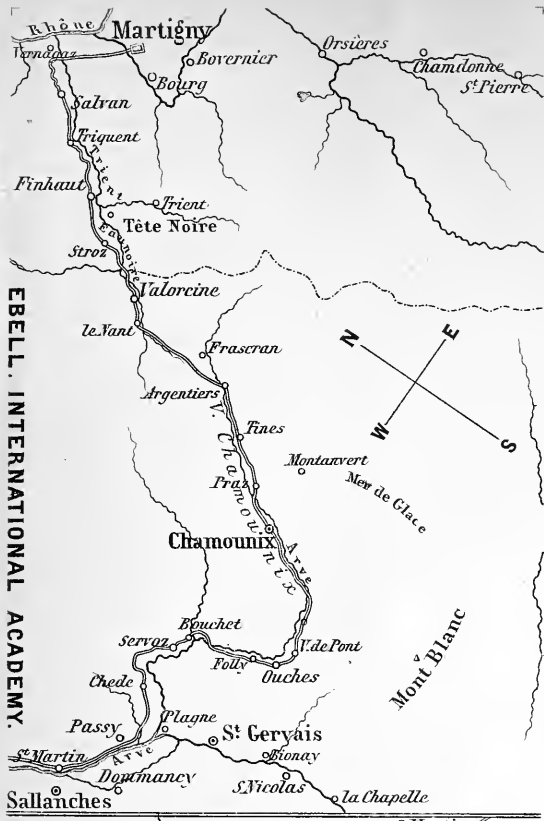 Rhône
Martigny
Vernayaz
Bovernier
Bourg
Orsières
Chamdonne
St. Pierre
Salvan
Triquent
Trient
Finhaut
Trient
Tête Noire
Eau noire
Stroz
Valorcine
le Nant
Frascran
Argentiers
N
E
W
S
V. Chamounix
Tines
Montanvert
Praz
Mer de Glace
Chamounix
Arve
Mont Blanc
Bouchet
Servoz
V. de Pont
Folly
Ouches
Chede
Passy
Plagne
St Gervais
St Martin
Arve
Bionay
Dommancy
S. Nicolas
Sallanches
la Chapelle
EBELL. INTERNATIONAL ACADEMY.